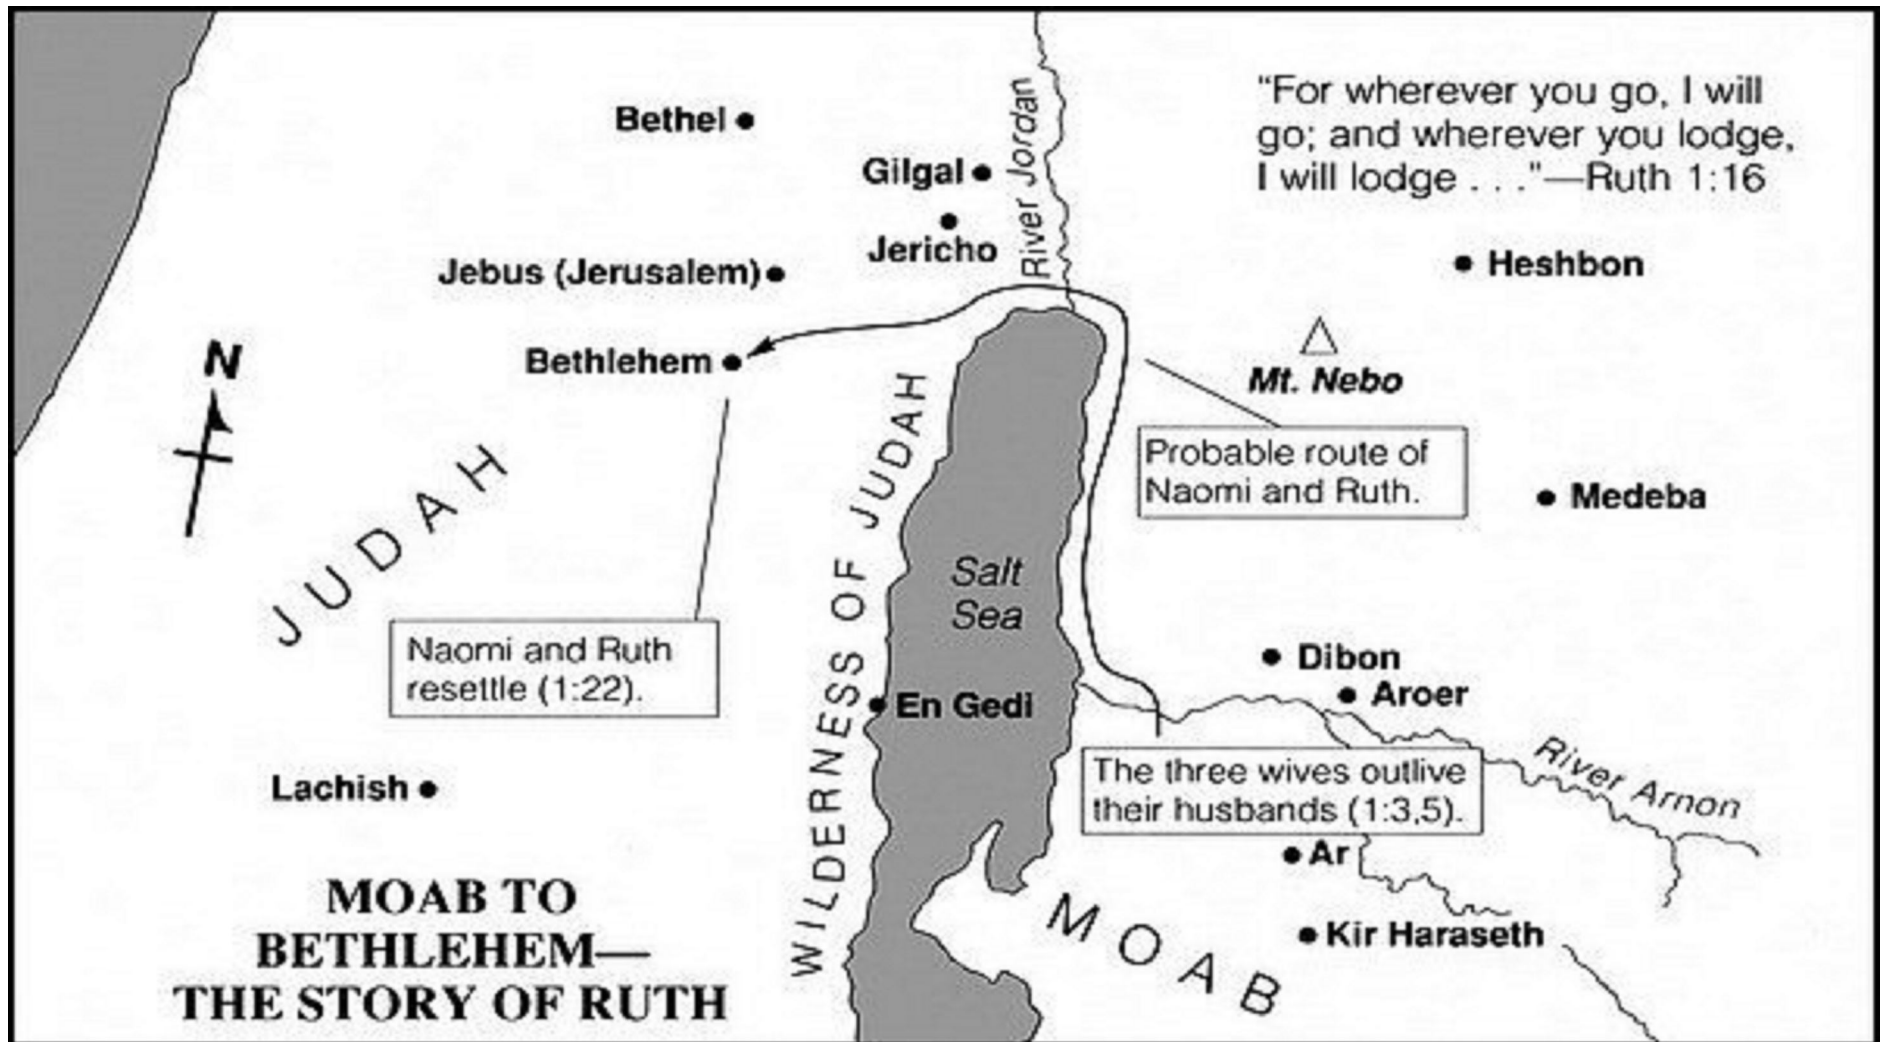 "For wherever you go, I will
go; and wherever you lodge,
I will lodge . . ."—Ruth 1:16
Bethel
Gilgal
River Jordan
Jericho
Jebus (Jerusalem)
Heshbon
N
Bethlehem
Mt. Nebo
Probable route of
Naomi and Ruth.
Medeba
JUDAH
WILDERNESS OF JUDAH
Salt
Sea
Naomi and Ruth
resettle (1:22).
Dibon
Aroer
En Gedi
River Arnon
The three wives outlive
their husbands (1:3,5).
Lachish
Ar
MOAB
Kir Haraseth
MOAB TO
BETHLEHEM—
THE STORY OF RUTH